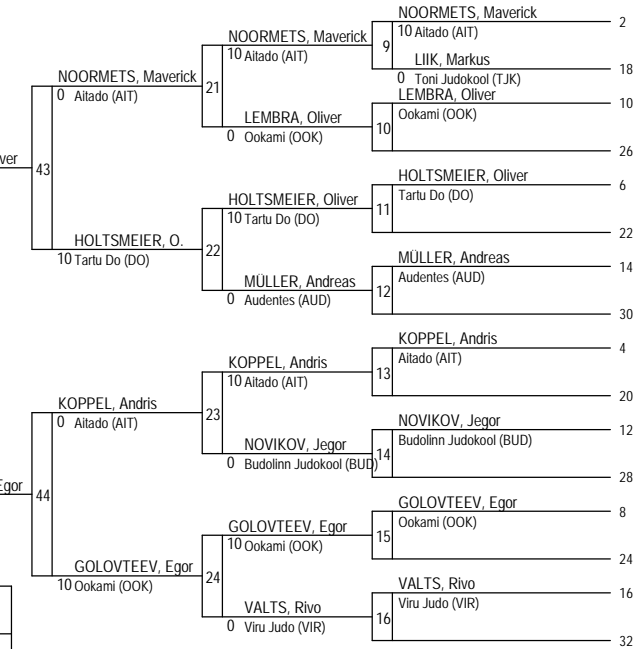 NOORMETS, Maverick
2
10 Aitado (AIT)
NOORMETS, Maverick
9
10 Aitado (AIT)
LIIK, Markus
18
0 Toni Judokool (TJK)
NOORMETS, Maverick
21
LEMBRA, Oliver
10
0 Aitado (AIT)
Ookami (OOK)
LEMBRA, Oliver
10
0 Ookami (OOK)
26
ver
43
HOLTSMEIER, Oliver
6
Tartu Do (DO)
HOLTSMEIER, Oliver
11
10 Tartu Do (DO)
22
HOLTSMEIER, O.
22
10 Tartu Do (DO)
MÜLLER, Andreas
14
Audentes (AUD)
MÜLLER, Andreas
12
0 Audentes (AUD)
30
KOPPEL, Andris
4
Aitado (AIT)
KOPPEL, Andris
13
10 Aitado (AIT)
20
KOPPEL, Andris
23
0 Aitado (AIT)
NOVIKOV, Jegor
12
Budolinn Judokool (BUD)
NOVIKOV, Jegor
14
0 Budolinn Judokool (BUD)
28
Egor
44
GOLOVTEEV, Egor
8
Ookami (OOK)
GOLOVTEEV, Egor
15
10 Ookami (OOK)
24
GOLOVTEEV, Egor
24
10 Ookami (OOK)
VALTS, Rivo
16
Viru Judo (VIR)
VALTS, Rivo
16
0 Viru Judo (VIR)
32